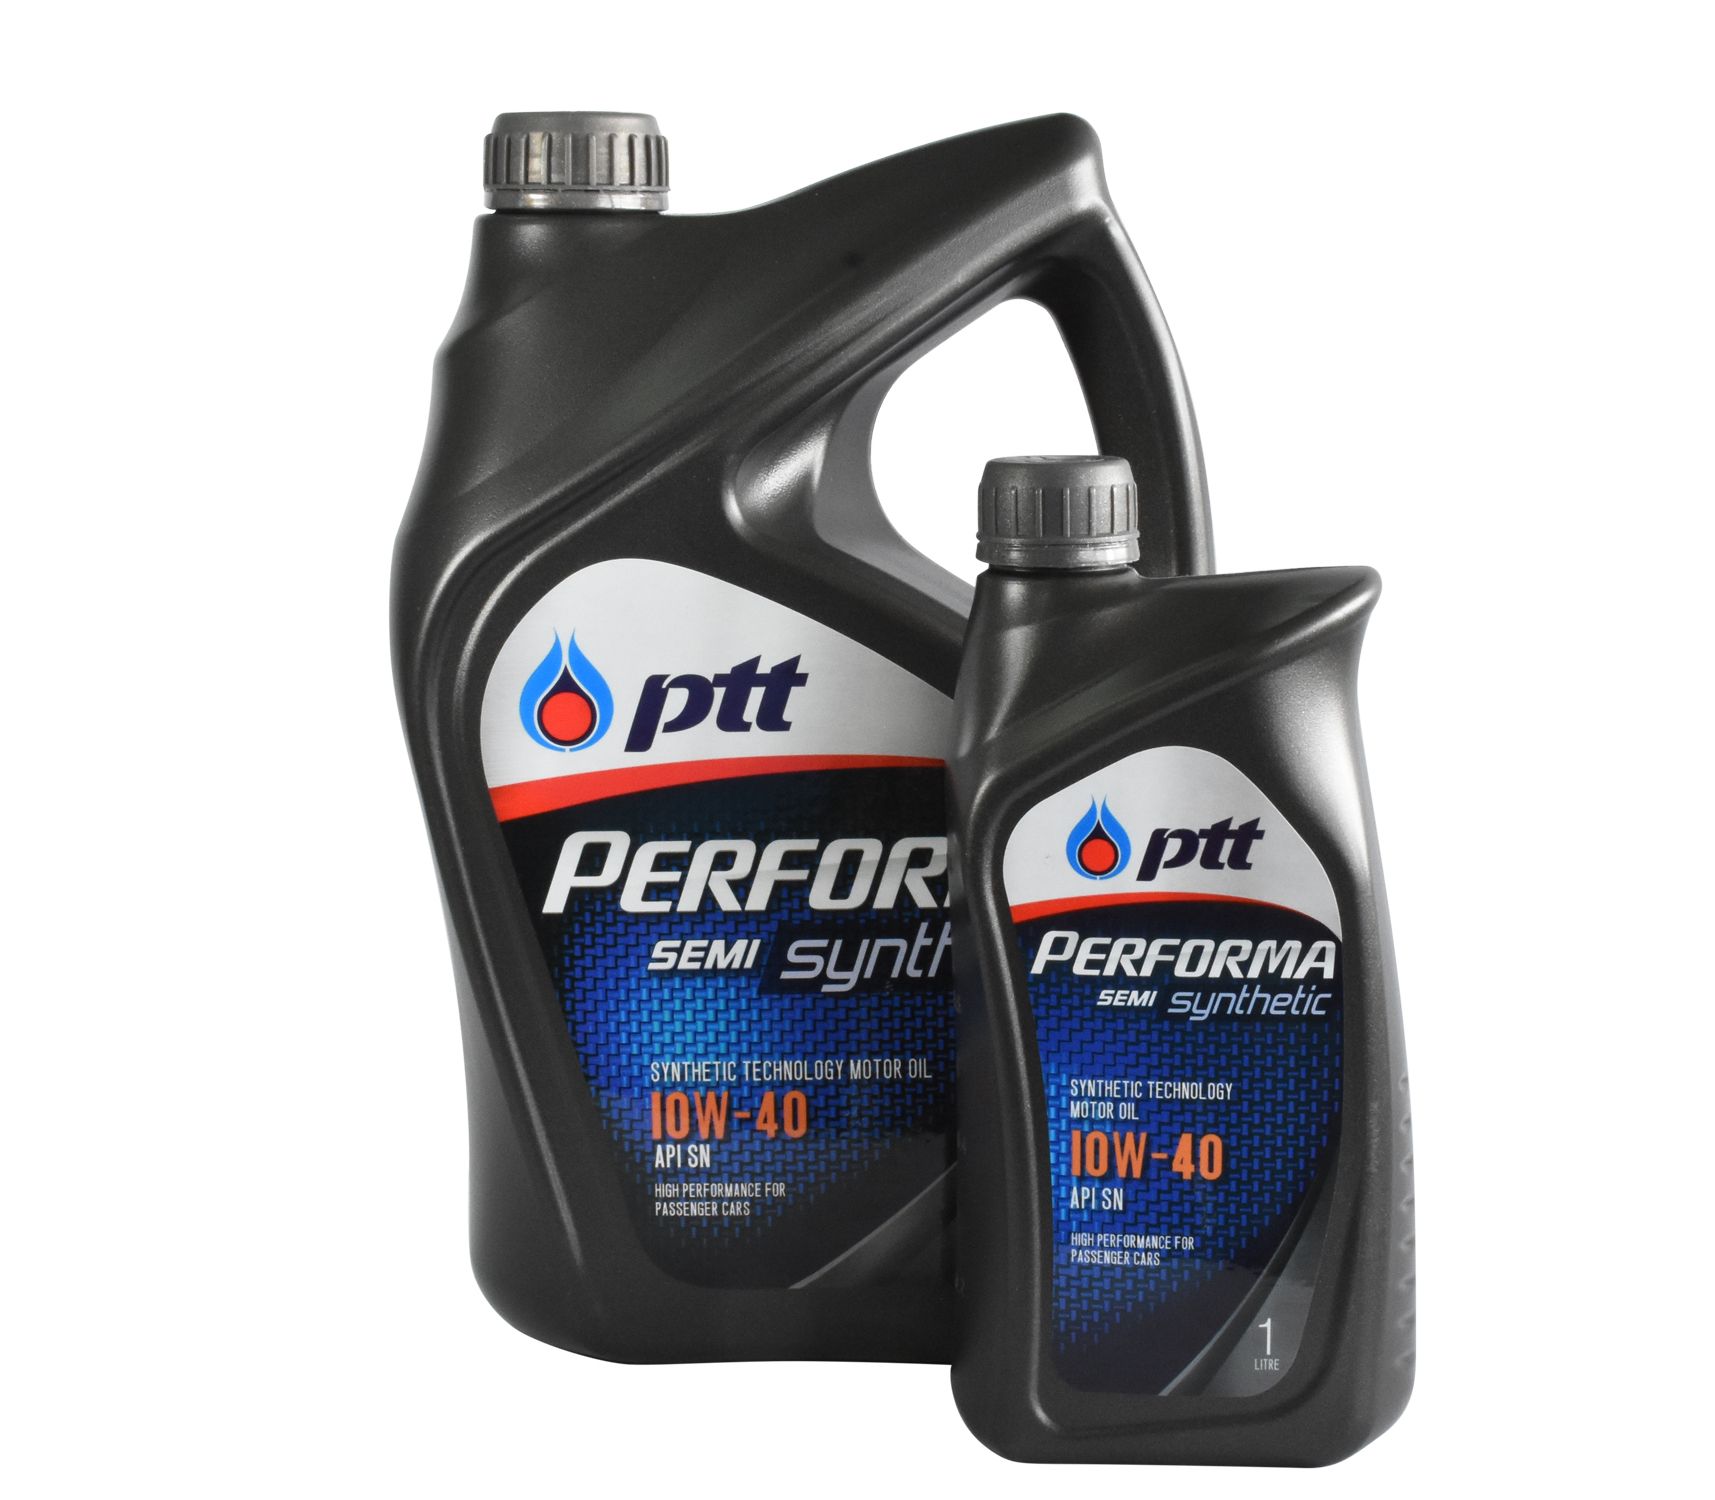 ptt
PERFOR
SEMI synth
SYNTHETIC TECHNOLOGY MOTOR OIL
10W-40
API SN
HIGH PERFORMANCE FOR
PASSENGER CARS
ptt
PERFORMA
SEMI synthetic
SYNTHETIC TECHNOLOGY
MOTOR OIL
10W-40
API SN
HIGH PERFORMANCE FOR
PASSENGER CARS
1
LITRE